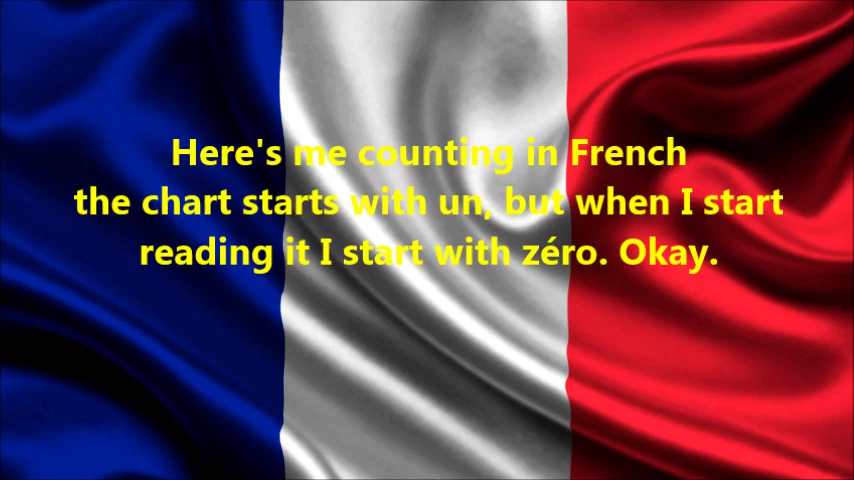 Here's me counting in French
the chart starts with un, but when I start
reading it I start with zéro. Okay.